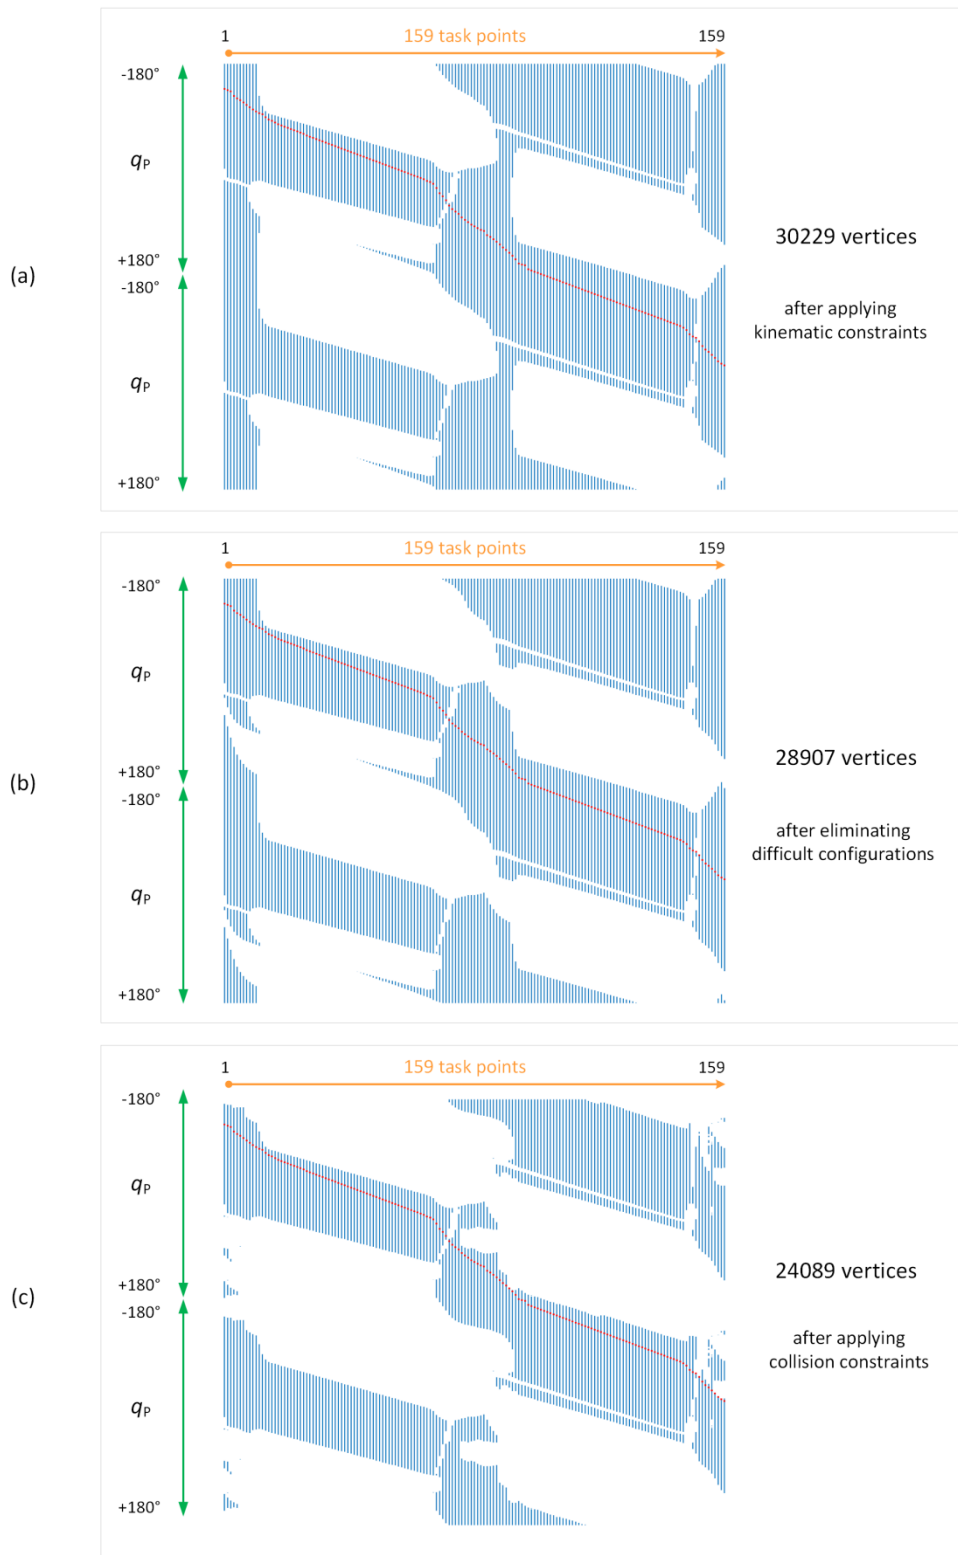 1 159 task points 159
-180°
qP
+180°
-180°
qP
+180°
(a)
30229 vertices
after applying
kinematic constraints
1 159 task points 159
-180°
qP
+180°
-180°
qP
+180°
(b)
28907 vertices
after eliminating
difficult configurations
1 159 task points 159
-180°
qP
+180°
-180°
qP
+180°
(c)
24089 vertices
after applying
collision constraints